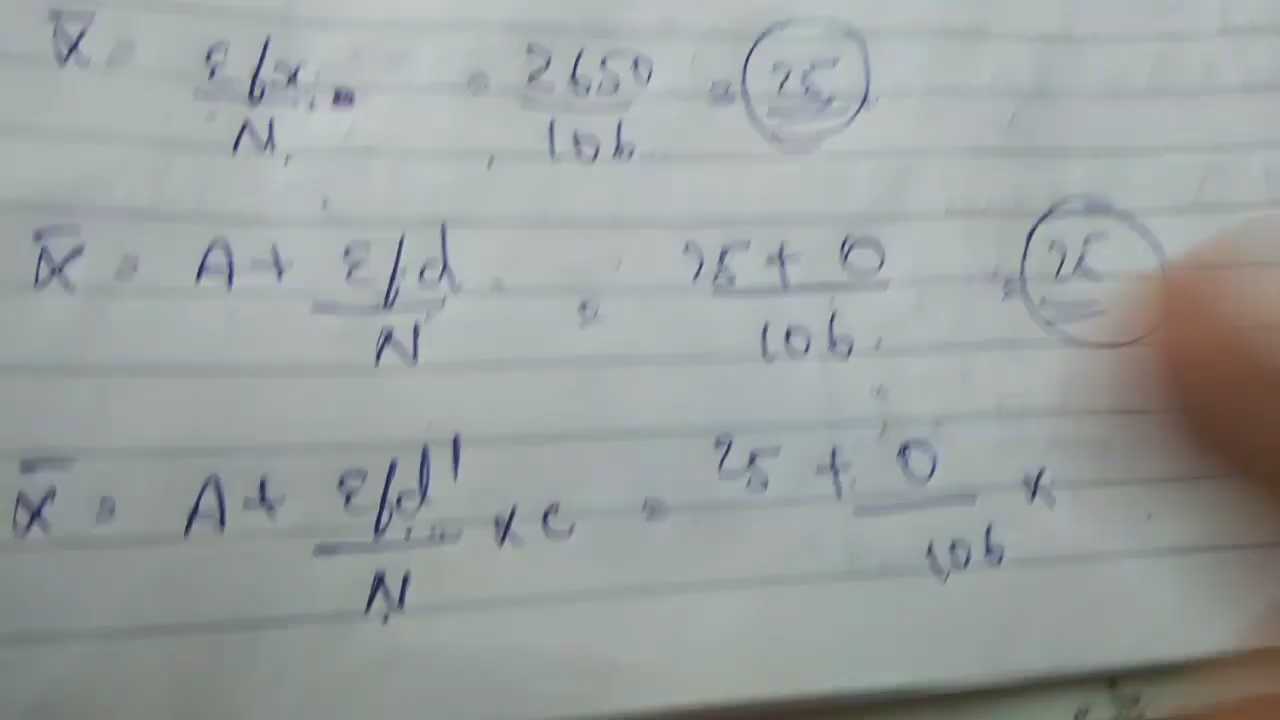 x̄ = Σfx / N = 2650 / 106 = 25
x̄ = A + Σfd / N = 25 + 0 / 106 = 25
x̄ = A + Σfd' / N × c = 25 + 0 / 106 ×